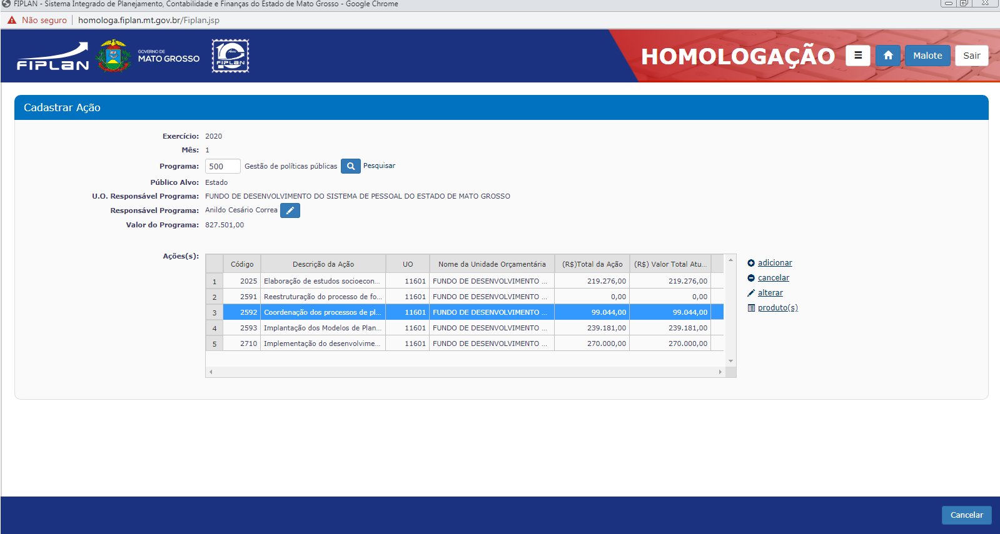 FIPLAN - Sistema Integrado de Planejamento, Contabilidade e Finanças do Estado de Mato Grosso - Google Chrome
Não seguro
homologa.fiplan.mt.gov.br/Fiplan.jsp
FIPLAN
GOVERNO DE
MATO GROSSO
10
Anos
FIPLAN
HOMOLOGAÇÃO
Malote
Sair
Cadastrar Ação
Exercício: 2020
Mês: 1
Programa: 500 Gestão de políticas públicas Pesquisar
Público Alvo: Estado
U.O. Responsável Programa: FUNDO DE DESENVOLVIMENTO DO SISTEMA DE PESSOAL DO ESTADO DE MATO GROSSO
Responsável Programa: Anildo Cesário Correa
Valor do Programa: 827.501,00
Ações(s):
Código Descrição da Ação UO Nome da Unidade Orçamentária (R$)Total da Ação (R$) Valor Total Atu...
1 2025 Elaboração de estudos socioecon... 11601 FUNDO DE DESENVOLVIMENTO ... 219.276,00 219.276,00
2 2591 Reestruturação do processo de fo... 11601 FUNDO DE DESENVOLVIMENTO ... 0,00 0,00
3 2592 Coordenação dos processos de pl... 11601 FUNDO DE DESENVOLVIMENTO ... 99.044,00 99.044,00
4 2593 Implantação dos Modelos de Plan... 11601 FUNDO DE DESENVOLVIMENTO ... 239.181,00 239.181,00
5 2710 Implementação do desenvolvime... 11601 FUNDO DE DESENVOLVIMENTO ... 270.000,00 270.000,00
adicionar
cancelar
alterar
produto(s)
Cancelar